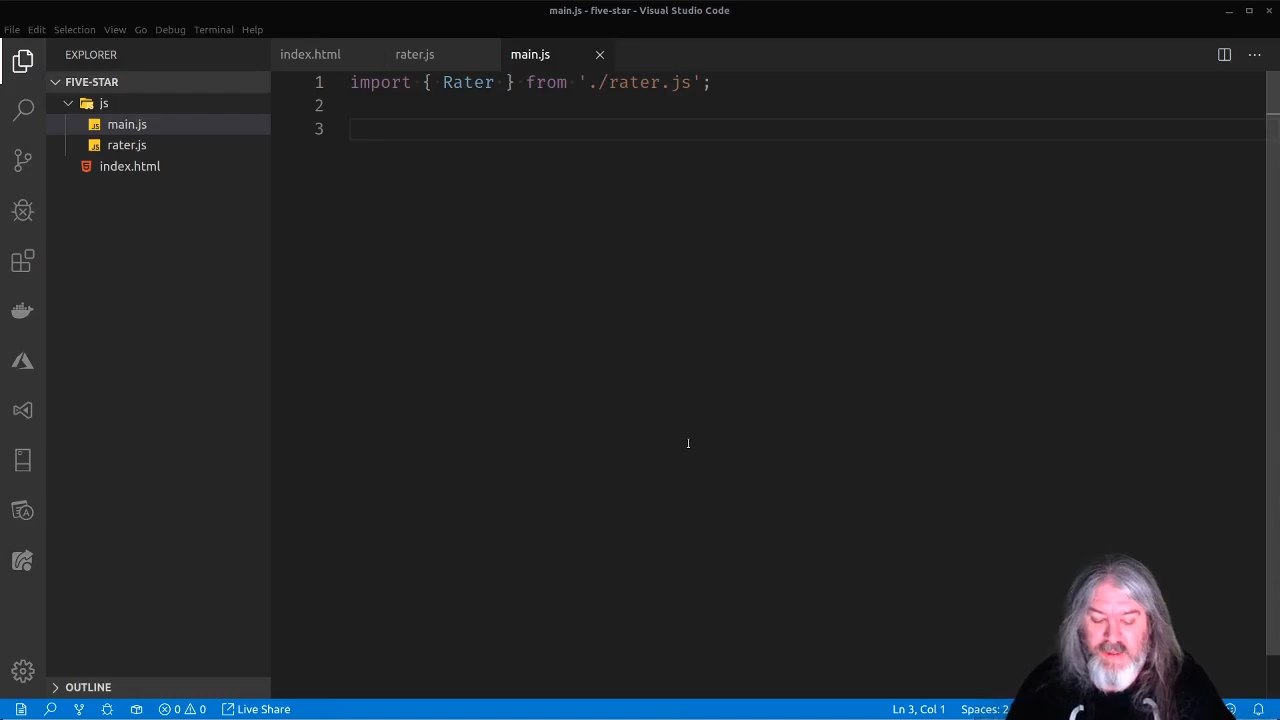 main.js - five-star - Visual Studio Code
File Edit Selection View Go Debug Terminal Help
EXPLORER
index.html rater.js main.js
FIVE-STAR
js
main.js
rater.js
index.html
1 import { Rater } from './rater.js';
2
3
OUTLINE
0 0 Live Share Ln 3, Col 1 Spaces: 2